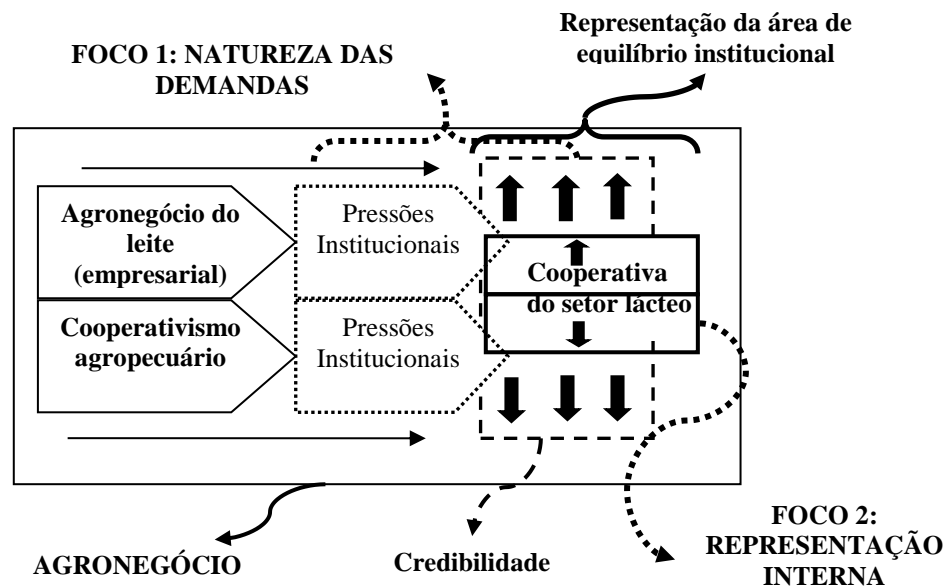 Representação da área de
equilíbrio institucional
FOCO 1: NATUREZA DAS
DEMANDAS
Agronegócio do
leite
(empresarial)
Pressões
Institucionais
Cooperativa
do setor lácteo
Cooperativismo
agropecuário
Pressões
Institucionais
AGRONEGÓCIO
Credibilidade
FOCO 2:
REPRESENTAÇÃO
INTERNA